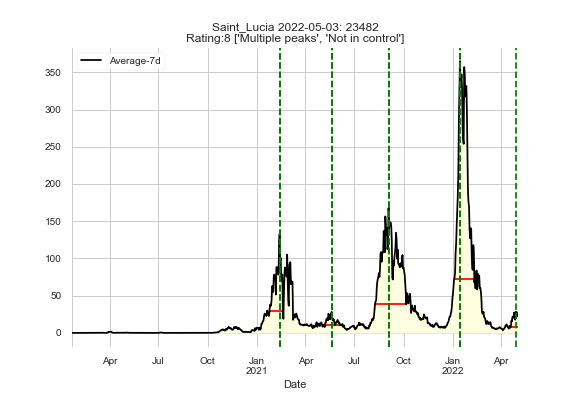 Saint_Lucia 2022-05-03: 23482
Rating:8 ['Multiple peaks', 'Not in control']
Average-7d
350
300
250
200
150
100
50
0
Apr Jul Oct Jan Apr Jul Oct Jan Apr
2021 2022
Date